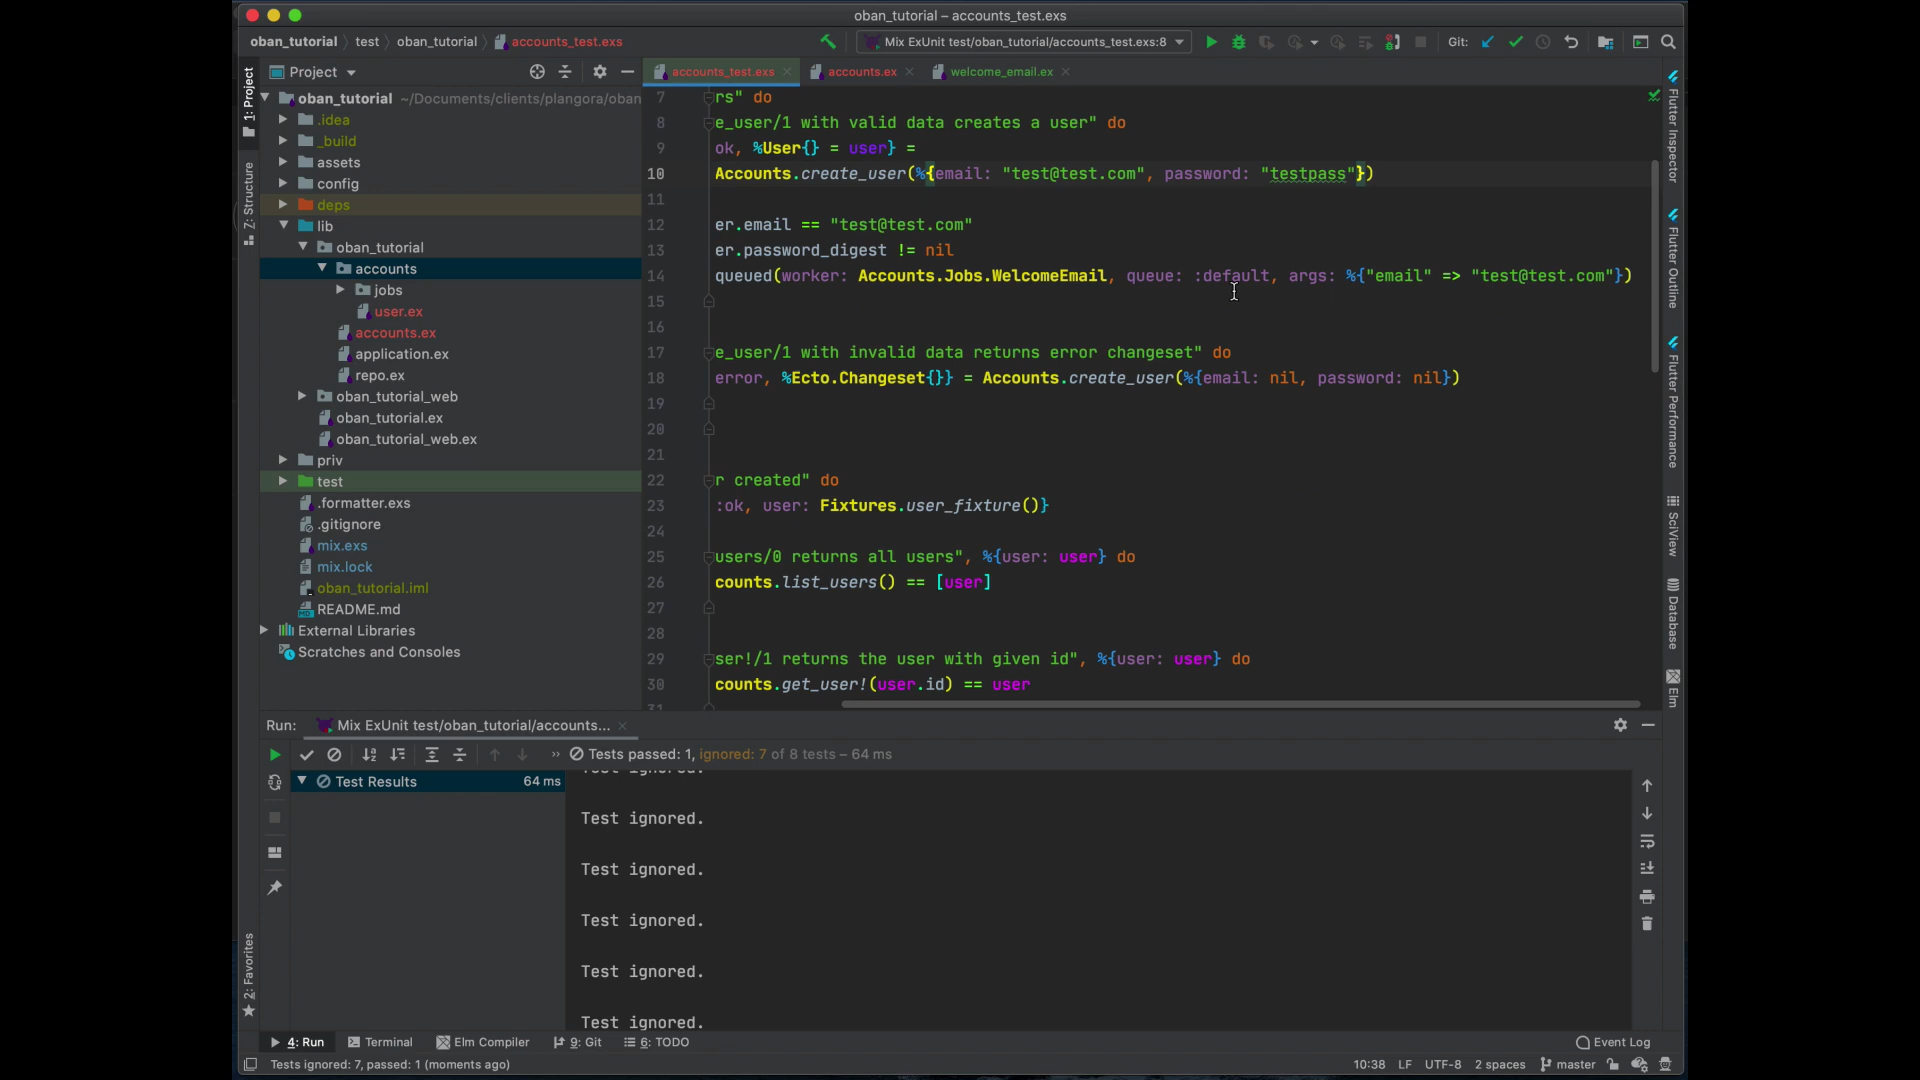 oban_tutorial – accounts_test.exs
oban_tutorial test oban_tutorial accounts_test.exs
Mix ExUnit test/oban_tutorial/accounts_test.exs:8
Git:
1: Project
Z: Structure
2: Favorites
Project
oban_tutorial ~/Documents/clients/plangora/oban
.idea
_build
assets
config
deps
lib
oban_tutorial
accounts
jobs
user.ex
accounts.ex
application.ex
repo.ex
oban_tutorial_web
oban_tutorial.ex
oban_tutorial_web.ex
priv
test
.formatter.exs
.gitignore
mix.exs
mix.lock
oban_tutorial.iml
README.md
External Libraries
Scratches and Consoles
accounts_test.exs
accounts.ex
welcome_email.ex
7 rs" do
8 e_user/1 with valid data creates a user" do
9 ok, %User{} = user} =
10 Accounts.create_user(%{email: "test@test.com", password: "testpass"})
11
12 er.email == "test@test.com"
13 er.password_digest != nil
14 queued(worker: Accounts.Jobs.WelcomeEmail, queue: :default, args: %{"email" => "test@test.com"})
15
16
17 e_user/1 with invalid data returns error changeset" do
18 error, %Ecto.Changeset{}} = Accounts.create_user(%{email: nil, password: nil})
19
20
21
22 r created" do
23 :ok, user: Fixtures.user_fixture()}
24
25 users/0 returns all users", %{user: user} do
26 counts.list_users() == [user]
27
28
29 ser!/1 returns the user with given id", %{user: user} do
30 counts.get_user!(user.id) == user
31
Flutter Inspector
Flutter Outline
Flutter Performance
SciView
Database
Elm
Run: Mix ExUnit test/oban_tutorial/accounts...
Tests passed: 1, ignored: 7 of 8 tests – 64 ms
Test Results 64 ms
Test ignored.
Test ignored.
Test ignored.
Test ignored.
Test ignored.
Test ignored.
4: Run
Terminal
Elm Compiler
9: Git
6: TODO
Event Log
Tests ignored: 7, passed: 1 (moments ago)
10:38 LF UTF-8 2 spaces master